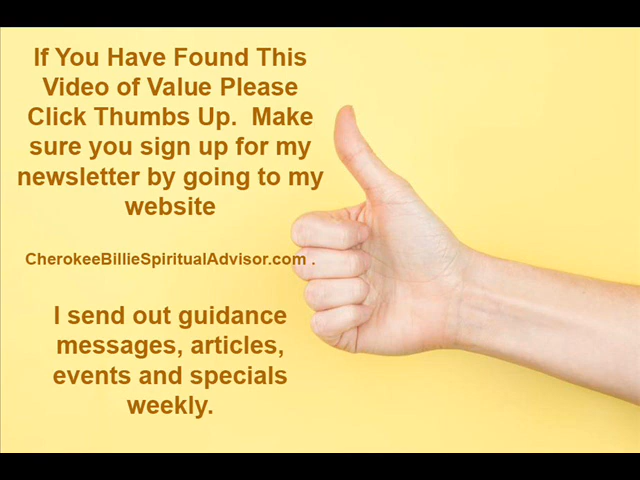 If You Have Found This
Video of Value Please
Click Thumbs Up.  Make
sure you sign up for my
newsletter by going to my
website
CherokeeBillieSpiritualAdvisor.com .
I send out guidance
messages, articles,
events and specials
weekly.